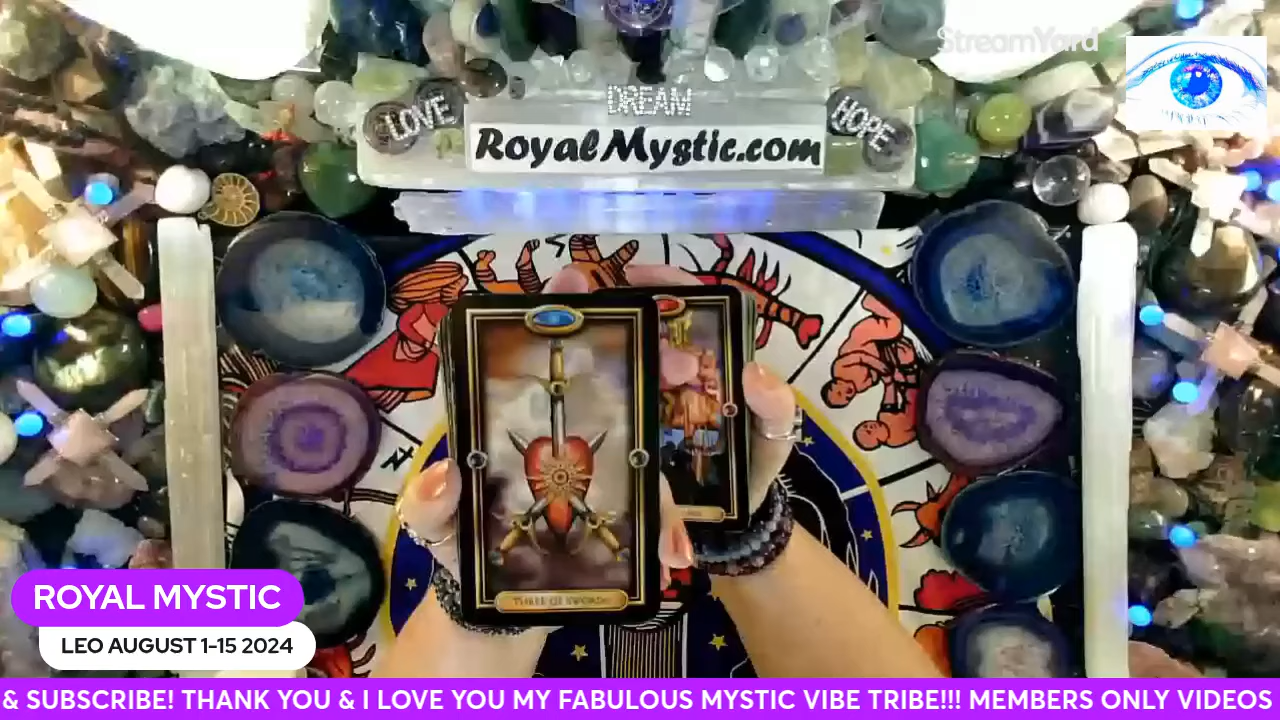 StreamYard
LOVE
DREAM
HOPE
RoyalMystic.com
THREE OF SWORDS
ROYAL MYSTIC
LEO AUGUST 1-15 2024
& SUBSCRIBE! THANK YOU & I LOVE YOU MY FABULOUS MYSTIC VIBE TRIBE!!! MEMBERS ONLY VIDEOS